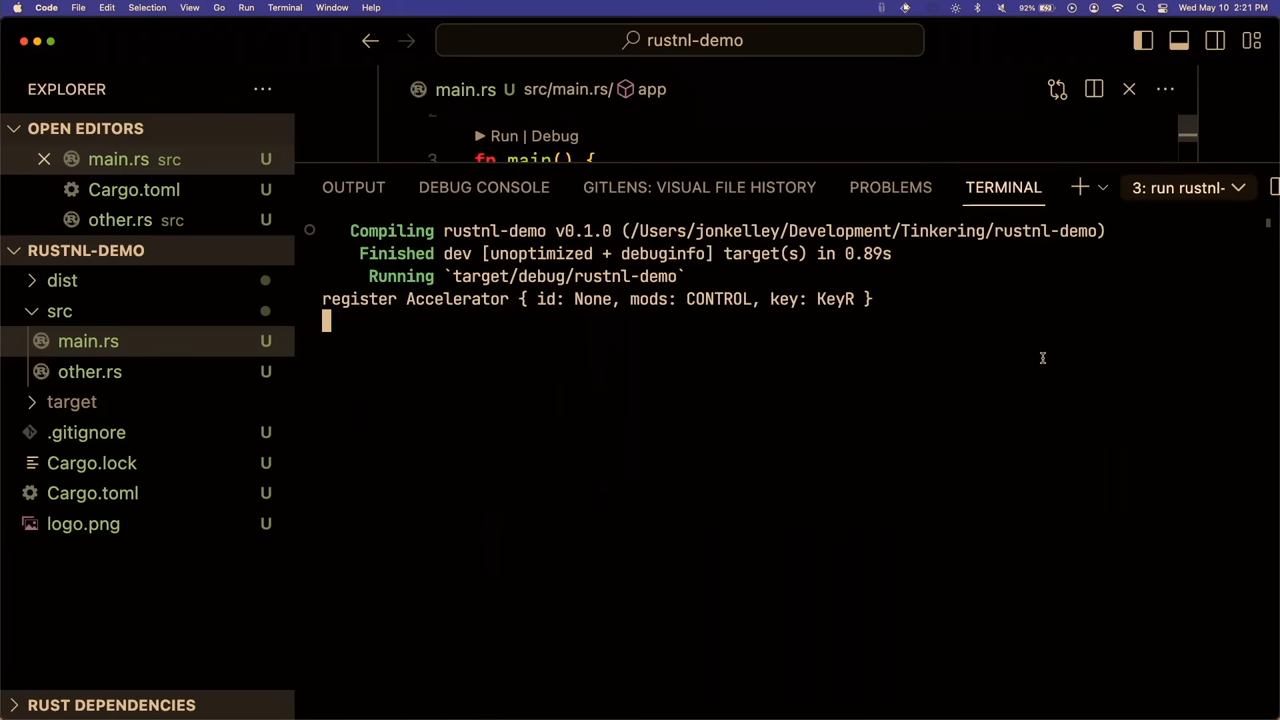 Code File Edit Selection View Go Run Terminal Window Help 92% Wed May 10 2:21 PM
rustnl-demo
EXPLORER ...
main.rs U src/main.rs/ app ...
OPEN EDITORS
2
Run | Debug
main.rs src U
3 fn main() {
Cargo.toml U
OUTPUT DEBUG CONSOLE GITLENS: VISUAL FILE HISTORY PROBLEMS TERMINAL 3: run rustnl-
other.rs src U
Compiling rustnl-demo v0.1.0 (/Users/jonkelley/Development/Tinkering/rustnl-demo)
RUSTNL-DEMO
Finished dev [unoptimized + debuginfo] target(s) in 0.89s
dist
Running `target/debug/rustnl-demo`
register Accelerator { id: None, mods: CONTROL, key: KeyR }
src
main.rs U
other.rs U
target
.gitignore U
Cargo.lock U
Cargo.toml U
logo.png U
RUST DEPENDENCIES